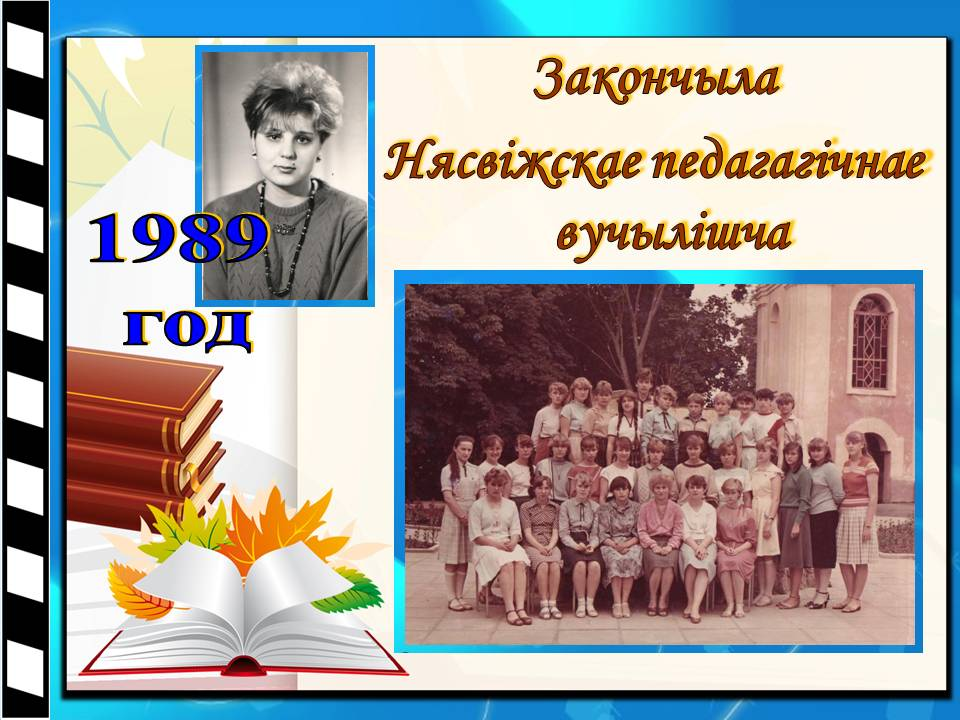 Закончыла
Нясвіжскае педагагічнае
вучылішча
1989
год